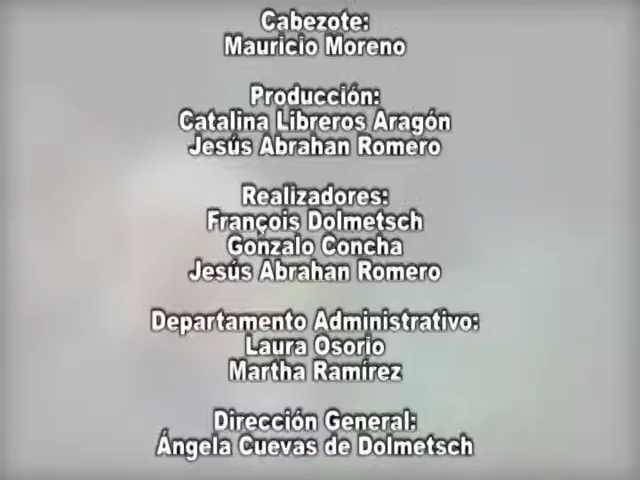 Cabezote:
Mauricio Moreno
Producción:
Catalina Libreros Aragón
Jesús Abrahan Romero
Realizadores:
François Dolmetsch
Gonzalo Concha
Jesús Abrahan Romero
Departamento Administrativo:
Laura Osorio
Martha Ramírez
Dirección General:
Ángela Cuevas de Dolmetsch